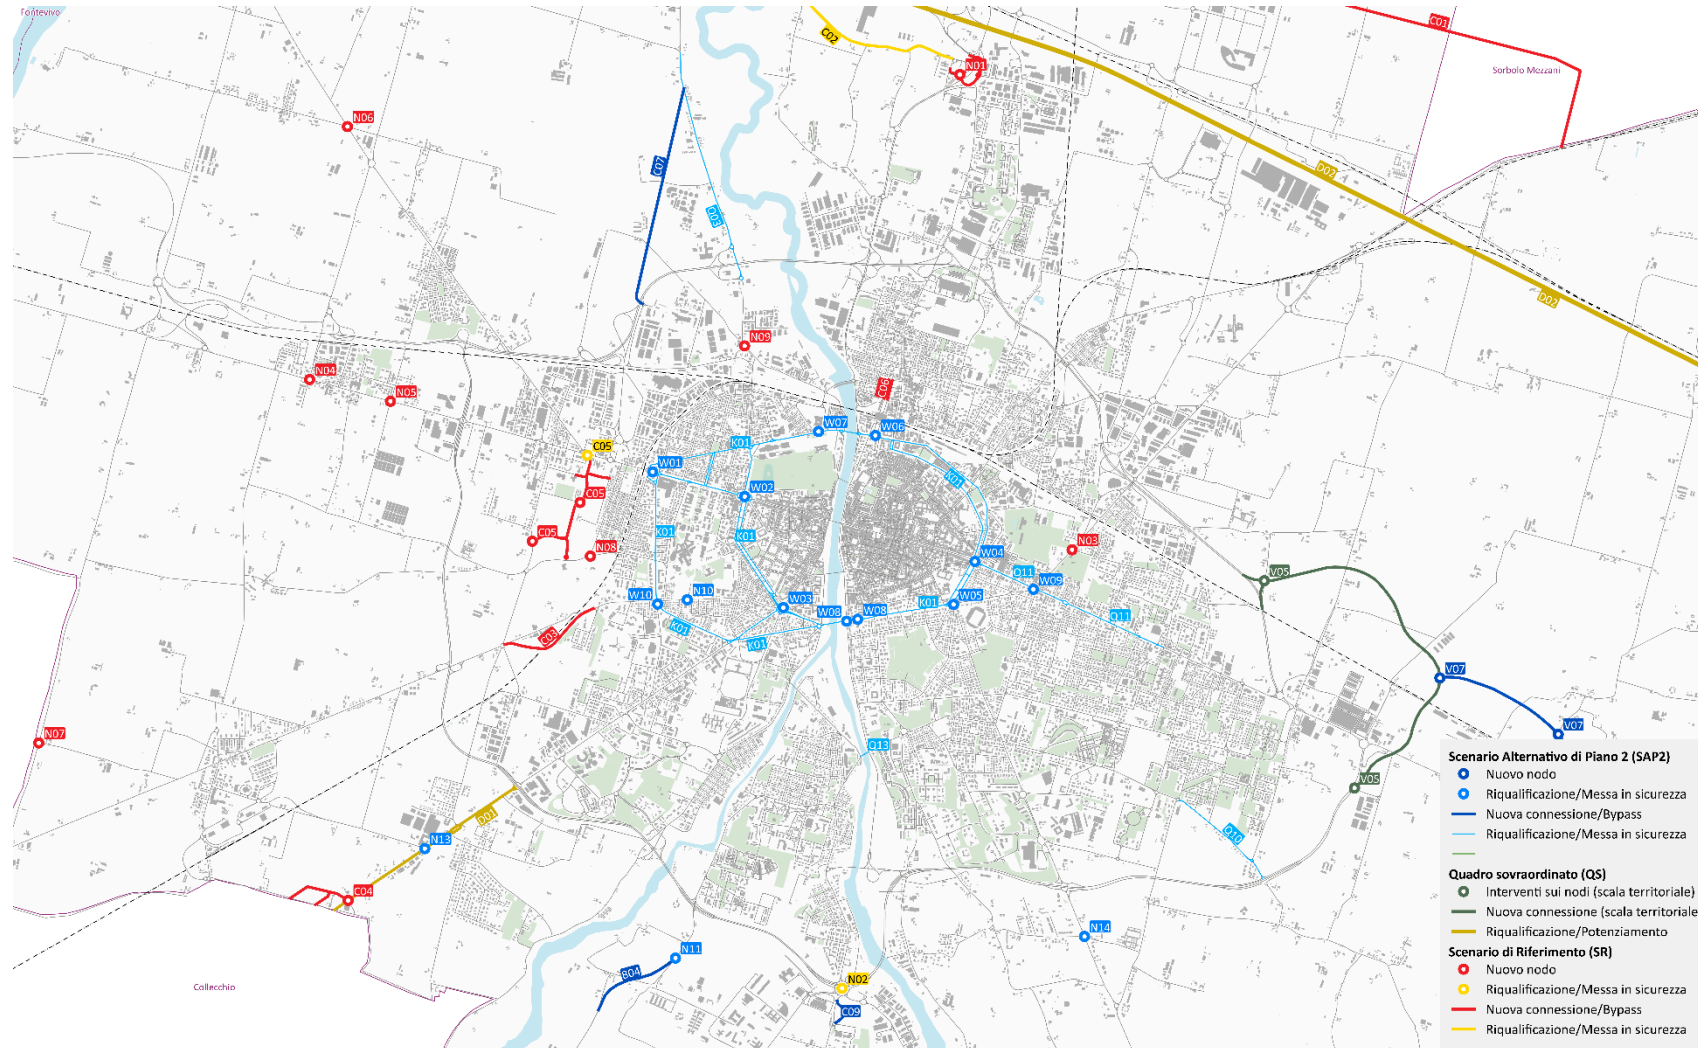 Fontevivo
C01
C02
N01
Sorbolo Mezzani
N06
C07
D02
Q03
D02
N09
N04
C06
N05
W07
W06
K01
C05
W01
K01
W02
C05
K01
K01
C05
N08
N03
W04
Q11
V05
W09
W10
N10
W03
K01
W05
W08
W08
Q11
K01
C03
K01
V07
V07
N07
Q13
V05
D01
Q10
N13
C04
N14
N11
B04
N02
Collecchio
C09
Scenario Alternativo di Piano 2 (SAP2)
Nuovo nodo
Riqualificazione/Messa in sicurezza
Nuova connessione/Bypass
Riqualificazione/Messa in sicurezza
Quadro sovraordinato (QS)
Interventi sui nodi (scala territoriale)
Nuova connessione (scala territoriale
Riqualificazione/Potenziamento
Scenario di Riferimento (SR)
Nuovo nodo
Riqualificazione/Messa in sicurezza
Nuova connessione/Bypass
Riqualificazione/Messa in sicurezza